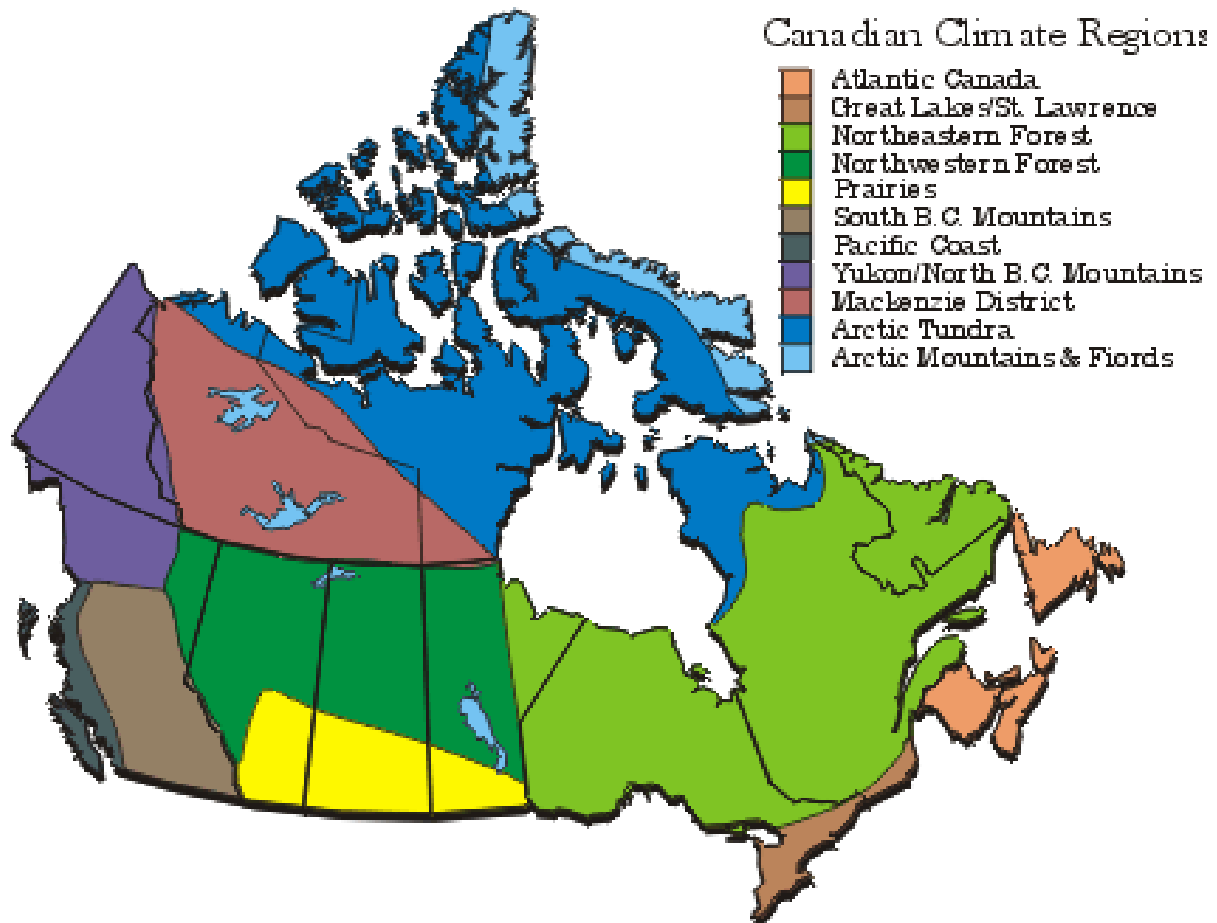 Canadian Climate Regions
Atlantic Canada
Great Lakes/St. Lawrence
Northeastern Forest
Northwestern Forest
Prairies
South B.C. Mountains
Pacific Coast
Yukon/North B.C. Mountains
Mackenzie District
Arctic Tundra
Arctic Mountains & Fiords